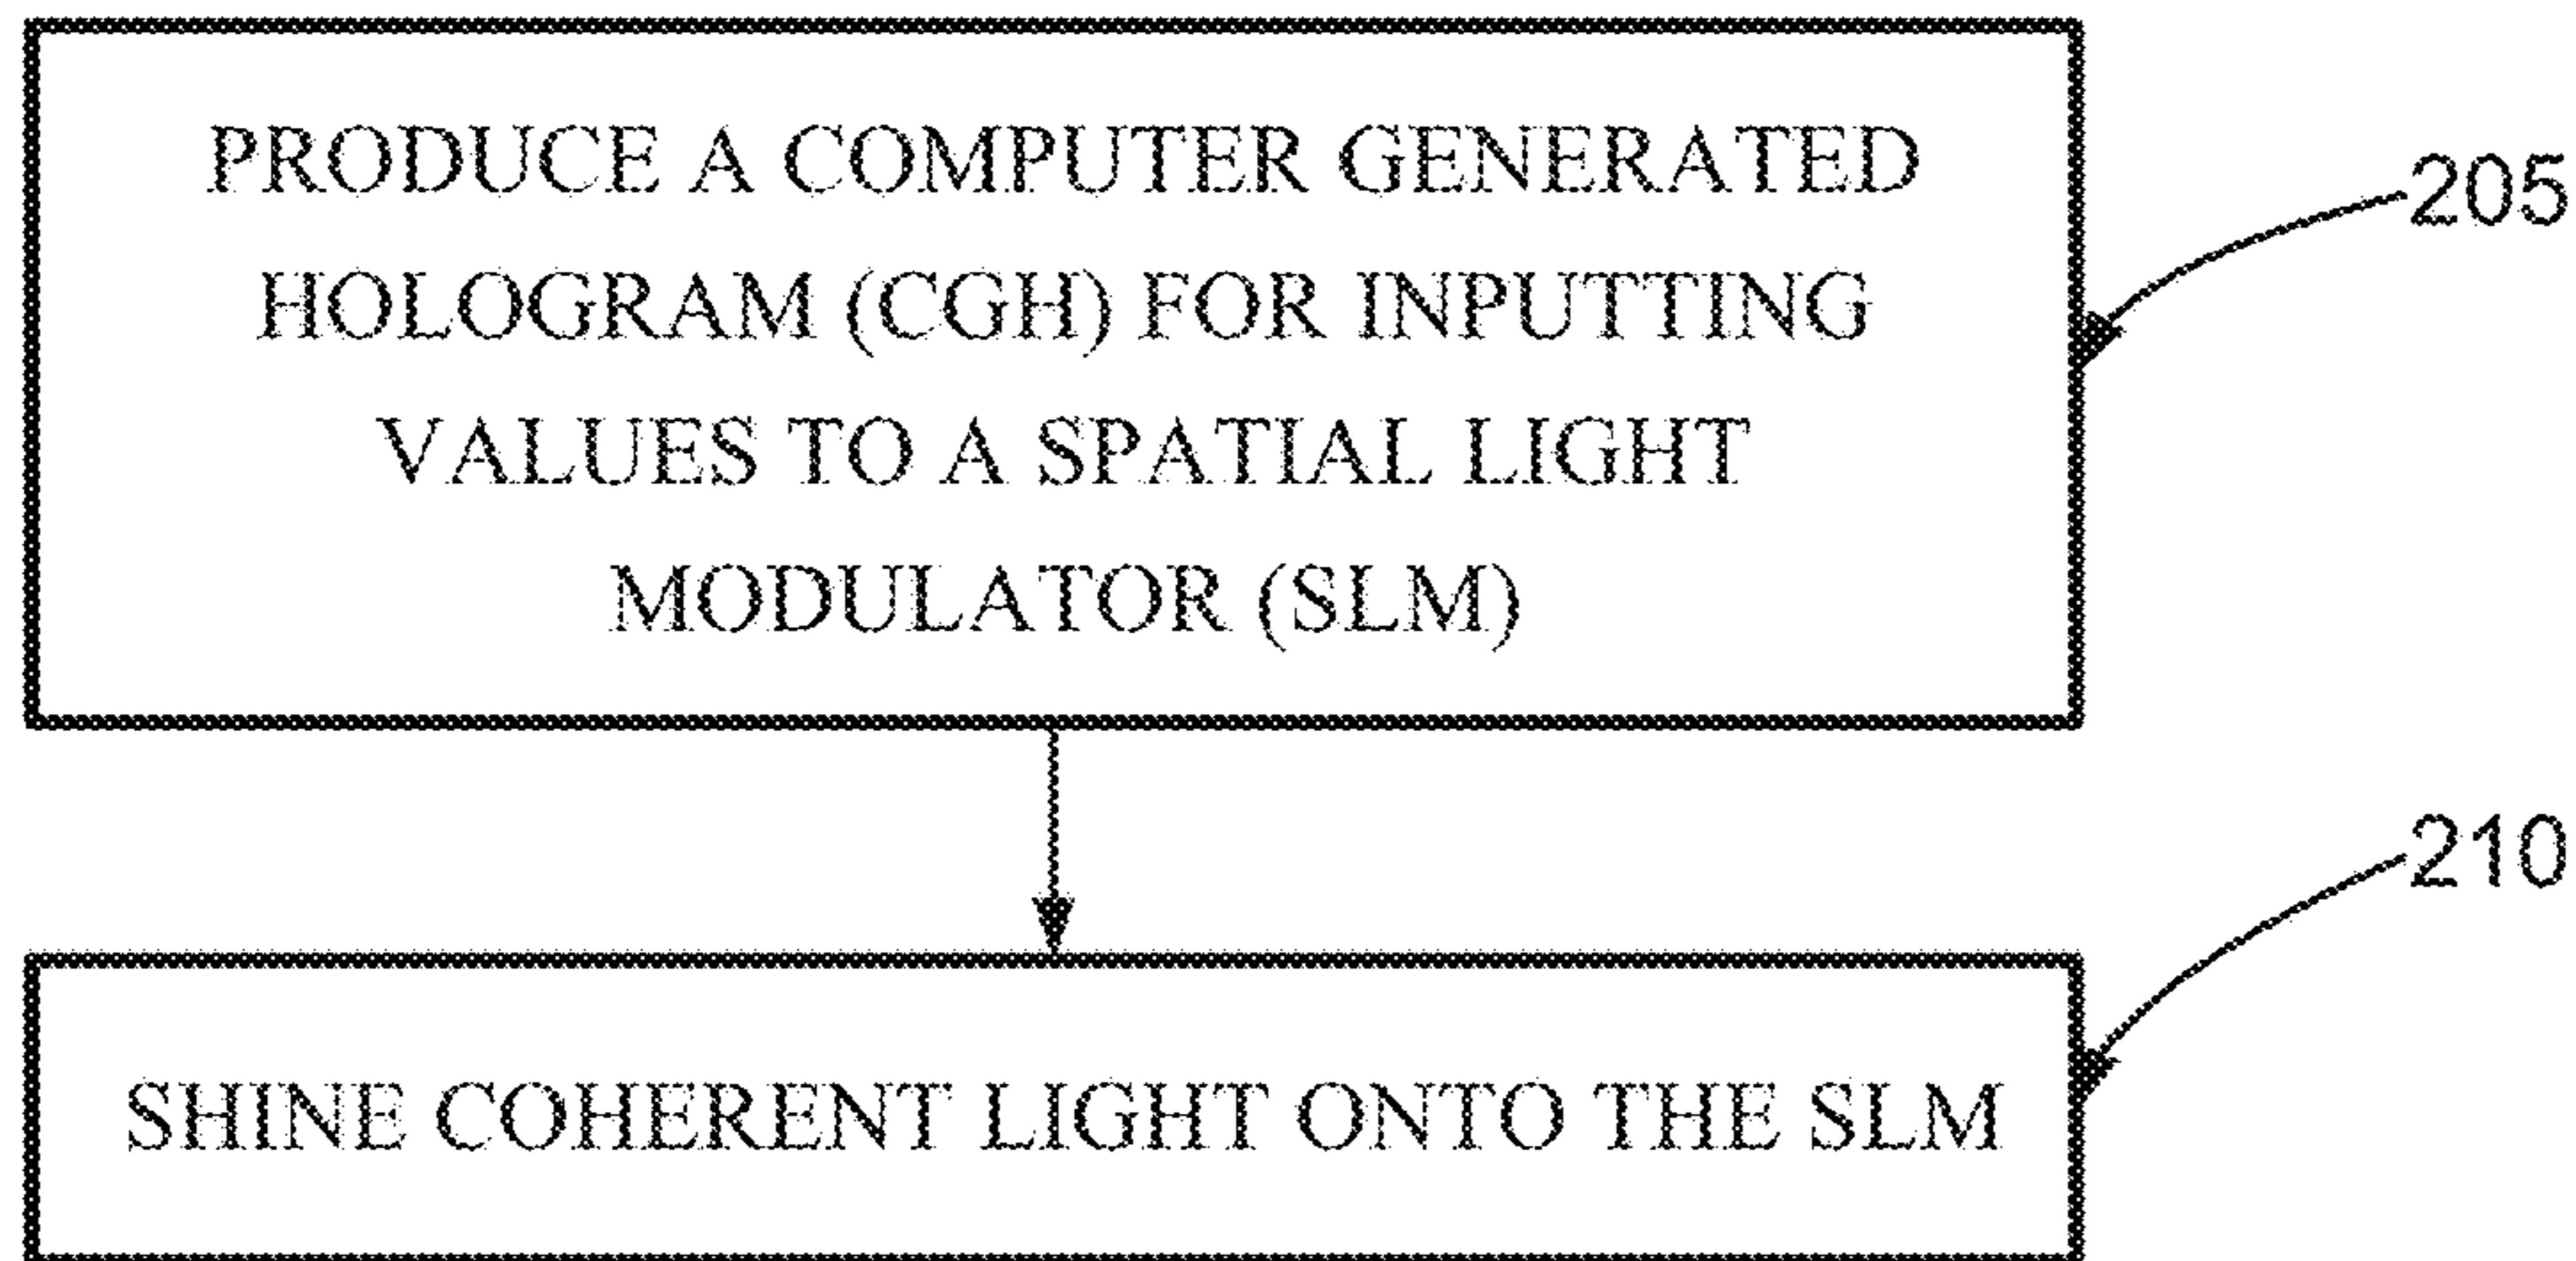 PRODUCE A COMPUTER GENERATED
HOLOGRAM (CGH) FOR INPUTTING
VALUES TO A SPATIAL LIGHT
MODULATOR (SLM)
205
SHINE COHERENT LIGHT ONTO THE SLM
210